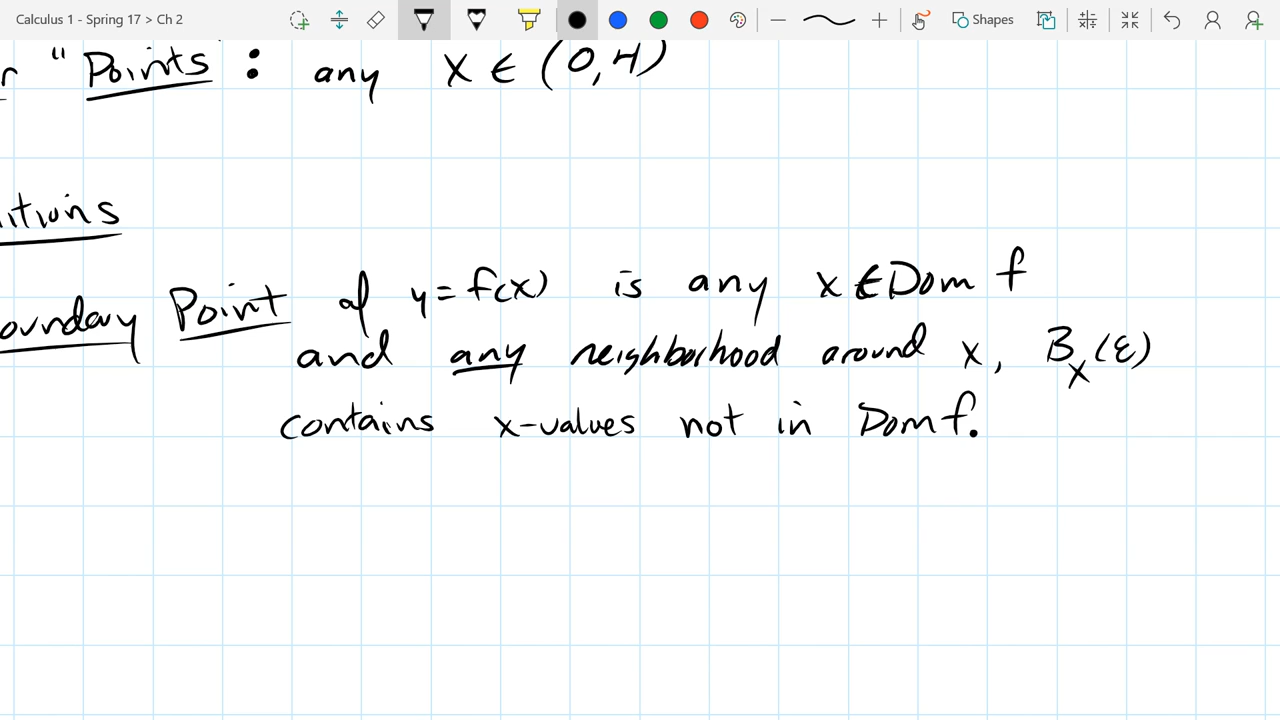 Calculus 1 - Spring 17 > Ch 2
Shapes
r "Points : any x ∈ (0,4)
itions
oundary Point of y=f(x) is any x ∈ Dom f
and any neighborhood around x, Bx(ε)
contains x-values not in Dom f.